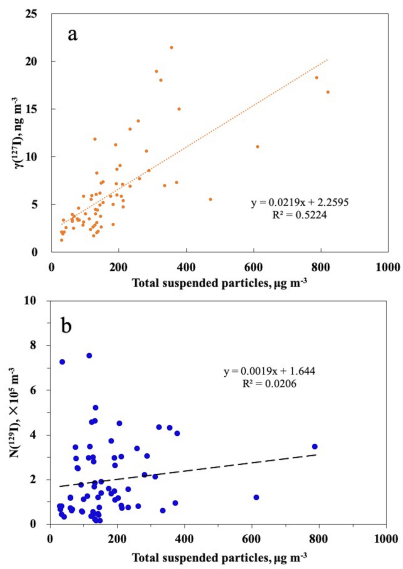 a
25
20
15
10
5
0
γ(¹²⁷I), ng m⁻³
y = 0.0219x + 2.2595
R² = 0.5224
0 200 400 600 800 1000
Total suspended particles, µg m⁻³
b
10
8
6
4
2
0
N(¹²⁹I), ×10⁵ m⁻³
y = 0.0019x + 1.644
R² = 0.0206
0 200 400 600 800 1000
Total suspended particles, µg m⁻³